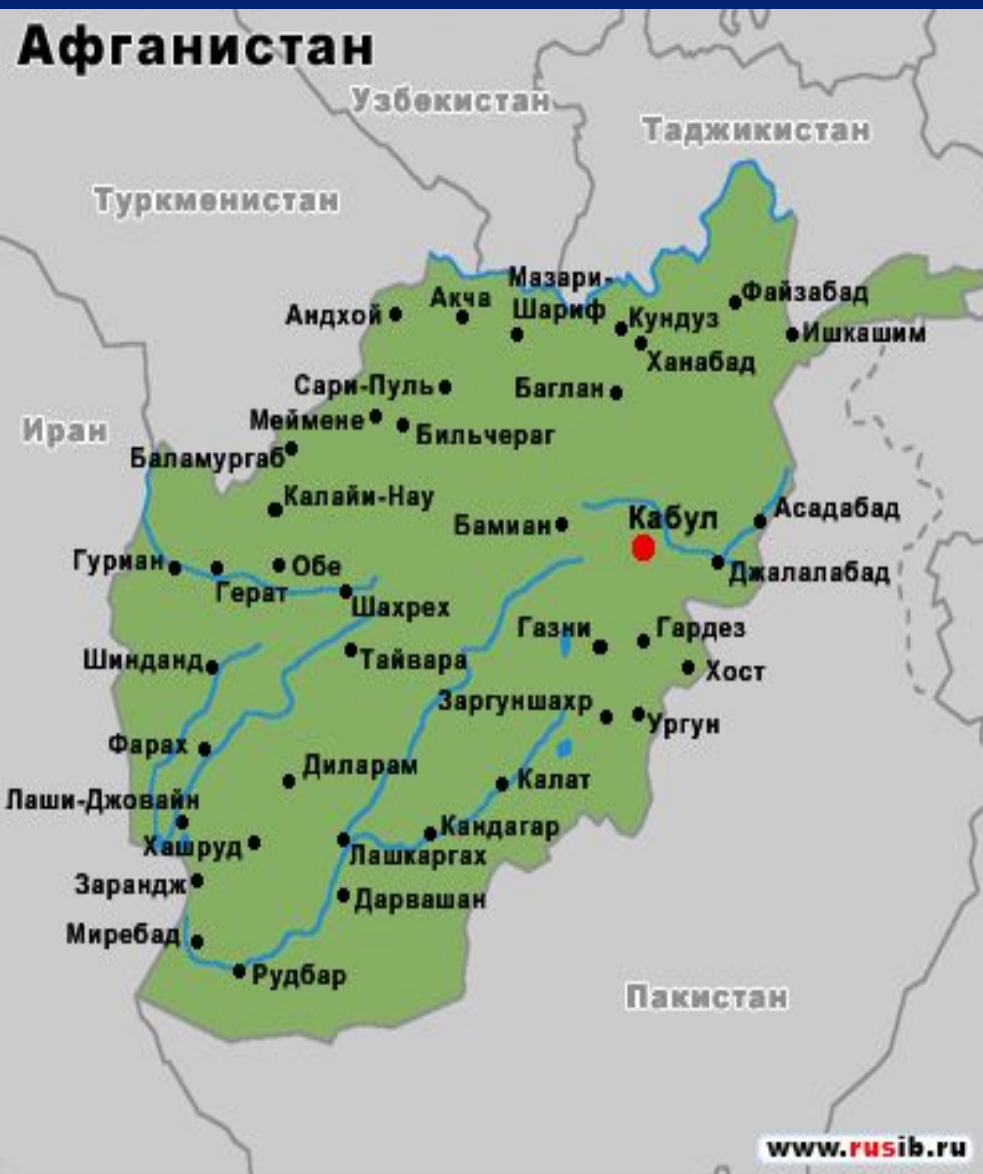 Афганистан
Узбекистан
Таджикистан
Туркменистан
Мазари-
Шариф
Файзабад
Акча
Андхой
Кундуз
Ишкашим
Ханабад
Сари-Пуль
Баглан
Меймене
Иран
Бильчераг
Баламургаб
Калайи-Нау
Асадабад
Бамиан
Кабул
Гуриан
Обе
Джалалабад
Герат
Шахрех
Газни
Гардез
Шинданд
Тайвара
Хост
Заргуншахр
Ургун
Фарах
Диларам
Калат
Лаши-Джовайн
Кандагар
Хашруд
Лашкаргах
Зарандж
Дарвашан
Миребад
Рудбар
Пакистан
www.rusib.ru